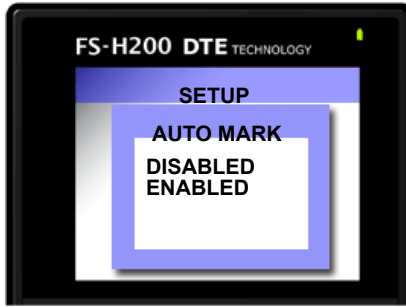 FS-H200 DTE TECHNOLOGY
SETUP
AUTO MARK
DISABLED
ENABLED